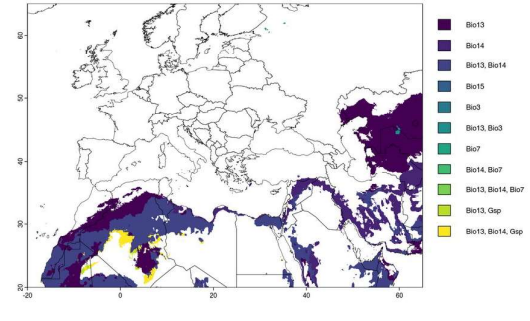 60
50
40
30
20
-20
0
20
40
60
Bio13
Bio14
Bio13, Bio14
Bio15
Bio3
Bio13, Bio3
Bio7
Bio14, Bio7
Bio13, Bio14, Bio7
Bio13, Gsp
Bio13, Bio14, Gsp